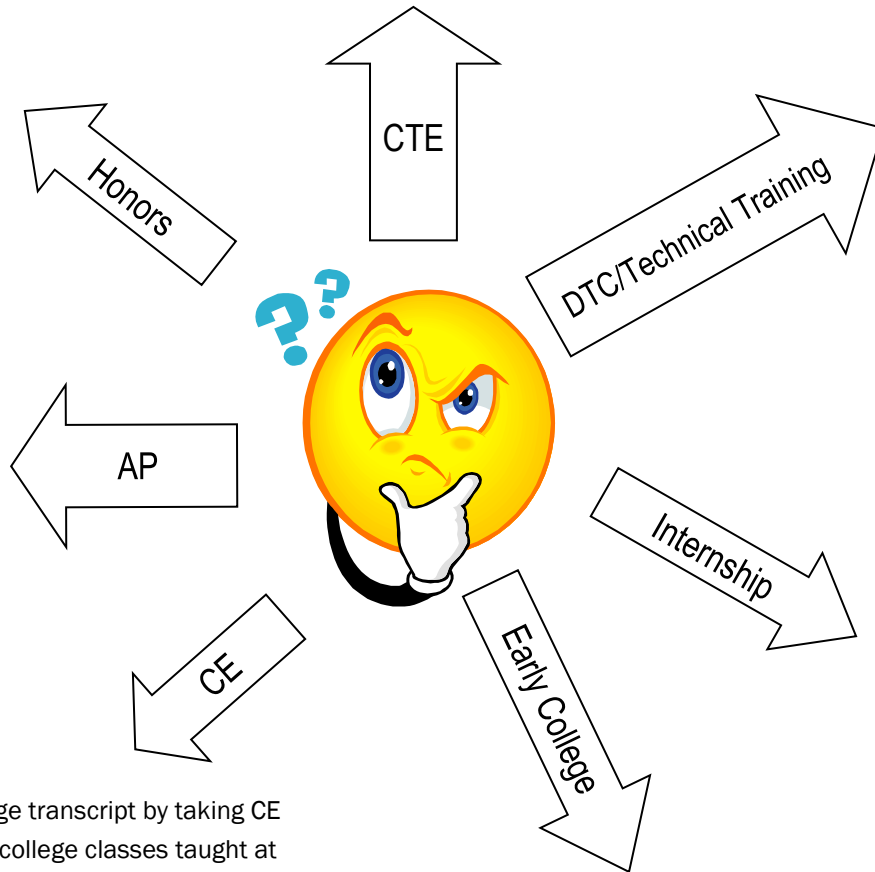 CTE
Honors
DTC/Technical Training
??
AP
Internship
CE
Early College
ge transcript by taking CE
college classes taught at